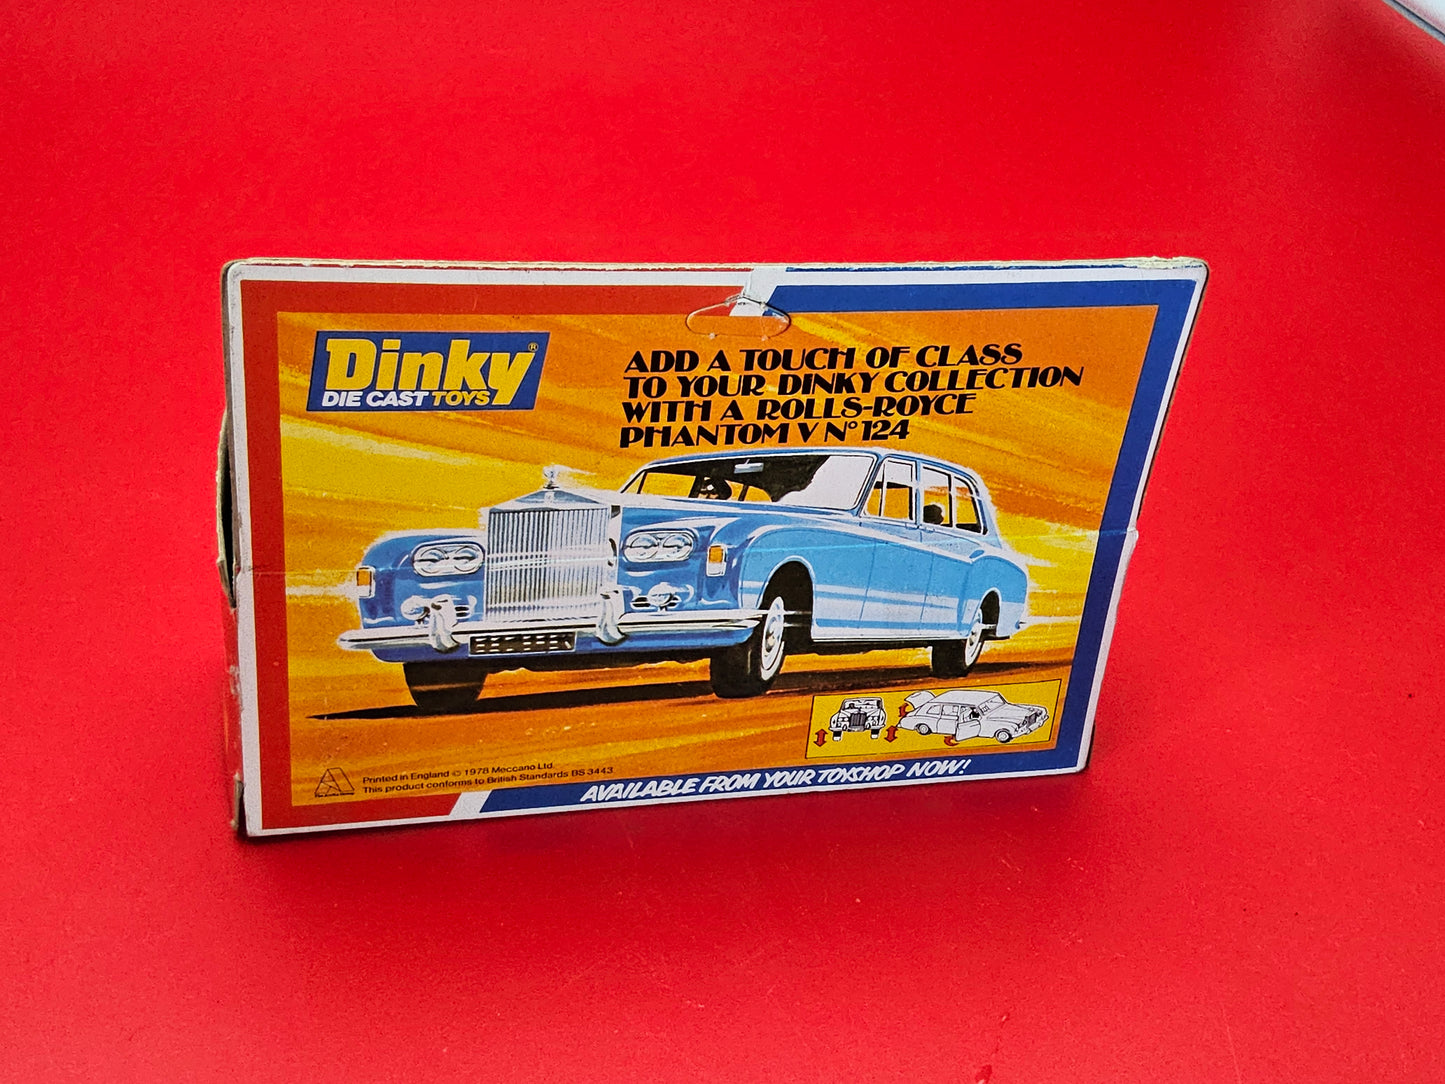 Dinky®
DIE CAST TOYS
ADD A TOUCH OF CLASS
TO YOUR DINKY COLLECTION
WITH A ROLLS-ROYCE
PHANTOM V Nº 124
Printed in England © 1978 Meccano Ltd.
This product conforms to British Standards BS 3443
AVAILABLE FROM YOUR TOYSHOP NOW!